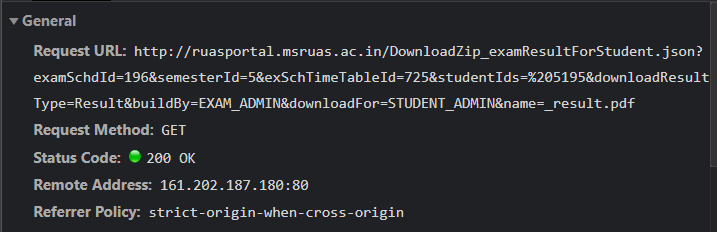 General
Request URL: http://ruasportal.msruas.ac.in/DownloadZip_examResultForStudent.json?
examSchdId=196&semesterId=5&exSchTimeTableId=725&studentIds=%205195&downloadResult
Type=Result&buildBy=EXAM_ADMIN&downloadFor=STUDENT_ADMIN&name=_result.pdf
Request Method: GET
Status Code: 200 OK
Remote Address: 161.202.187.180:80
Referrer Policy: strict-origin-when-cross-origin